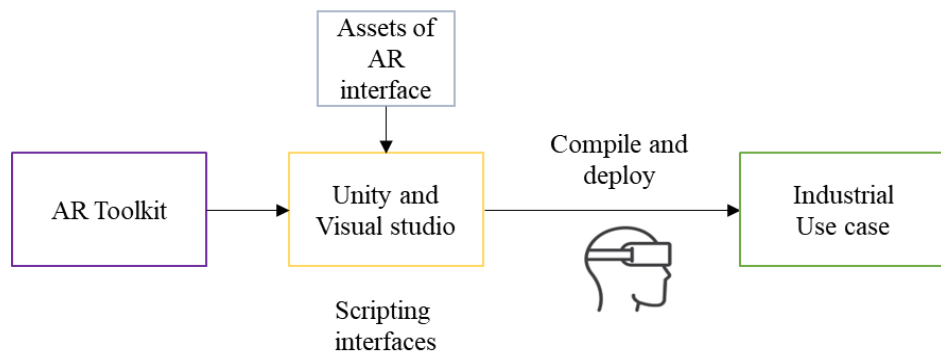 Assets of
AR
interface
AR Toolkit
Unity and
Visual studio
Compile and
deploy
Industrial
Use case
Scripting
interfaces